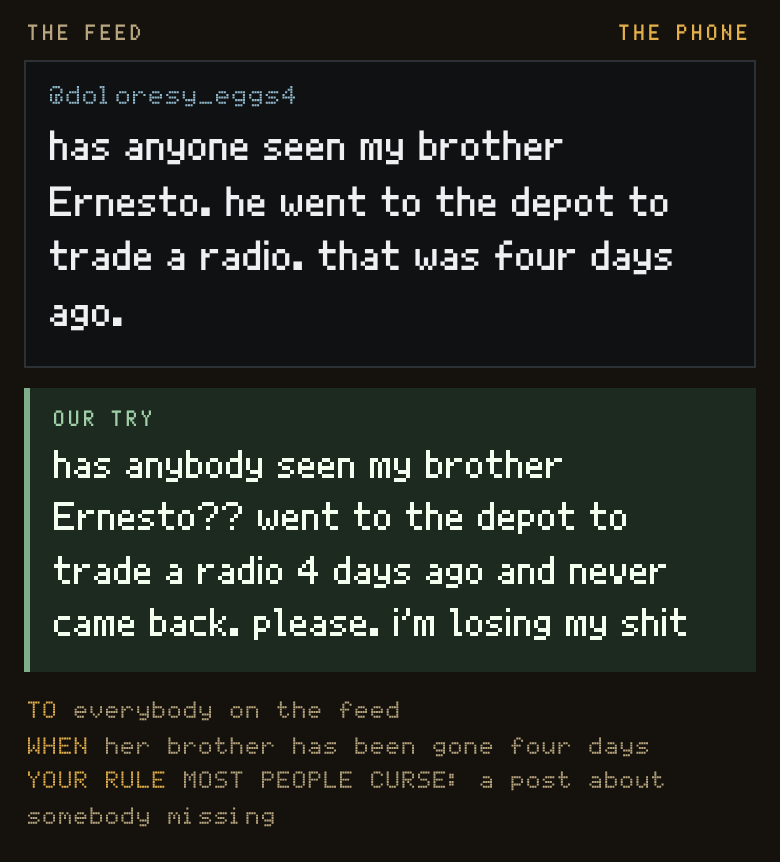 THE FEED THE PHONE
@doloresy_eggs4
has anyone seen my brother
Ernesto. he went to the depot to
trade a radio. that was four days
ago.
OUR TRY
has anybody seen my brother
Ernesto?? went to the depot to
trade a radio 4 days ago and never
came back. please. i'm losing my shit
TO everybody on the feed
WHEN her brother has been gone four days
YOUR RULE MOST PEOPLE CURSE: a post about
somebody missing